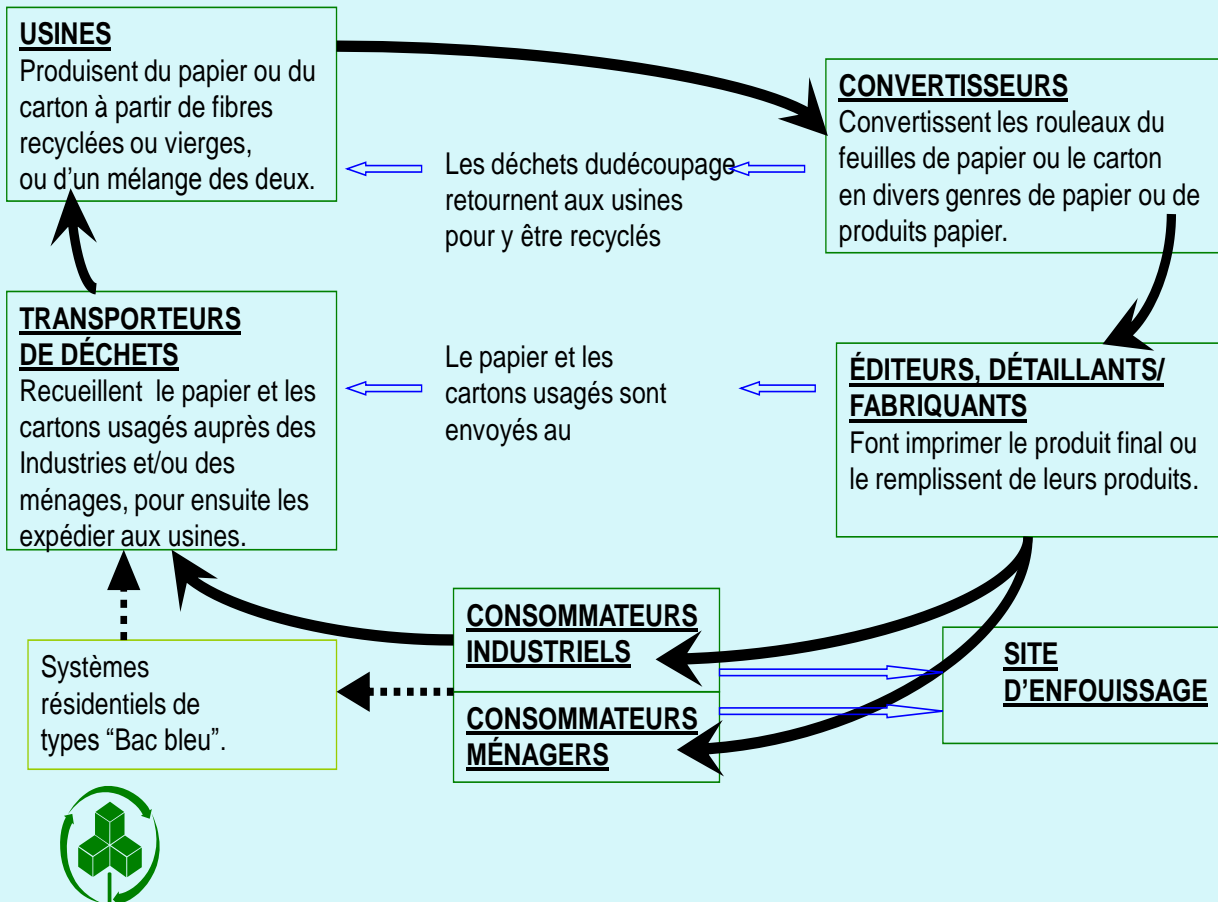 USINES
Produisent du papier ou du
carton à partir de fibres
recyclées ou vierges,
ou d’un mélange des deux.
CONVERTISSEURS
Convertissent les rouleaux du
feuilles de papier ou le carton
en divers genres de papier ou de
produits papier.
Les déchets dudécoupage
retournent aux usines
pour y être recyclés
TRANSPORTEURS
DE DÉCHETS
Recueillent le papier et les
cartons usagés auprès des
Industries et/ou des
ménages, pour ensuite les
expédier aux usines.
Le papier et les
cartons usagés sont
envoyés au
ÉDITEURS, DÉTAILLANTS/
FABRIQUANTS
Font imprimer le produit final ou
le remplissent de leurs produits.
CONSOMMATEURS
INDUSTRIELS
CONSOMMATEURS
MÉNAGERS
SITE
D’ENFOUISSAGE
Systèmes
résidentiels de
types “Bac bleu”.